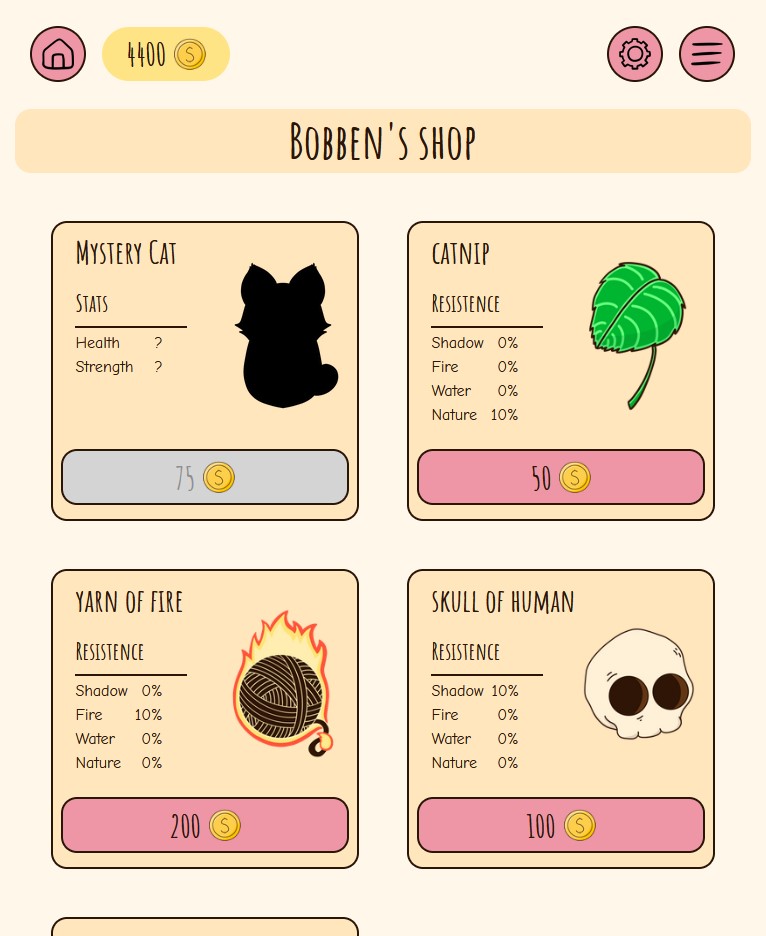 4400
Bobben's shop
Mystery Cat
Stats
Health ?
Strength ?
75
catnip
Resistence
Shadow 0%
Fire 0%
Water 0%
Nature 10%
50
yarn of fire
Resistence
Shadow 0%
Fire 10%
Water 0%
Nature 0%
200
skull of human
Resistence
Shadow 10%
Fire 0%
Water 0%
Nature 0%
100